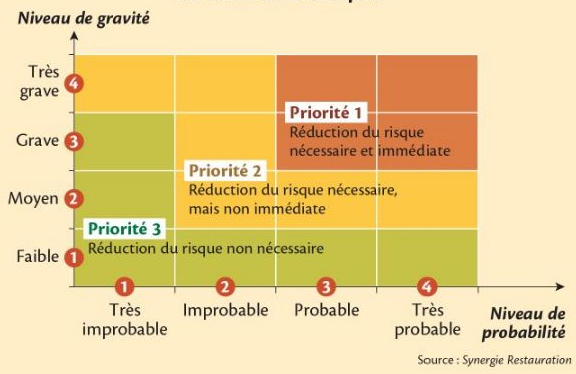 Niveau de gravité
Très
grave
4
Priorité 1
Grave
3
Réduction du risque
nécessaire et immédiate
Priorité 2
Moyen
2
Réduction du risque nécessaire,
mais non immédiate
Priorité 3
Faible
1
Réduction du risque non nécessaire
1
2
3
4
Très
improbable
Improbable
Probable
Très
probable
Niveau de
probabilité
Source : Synergie Restauration